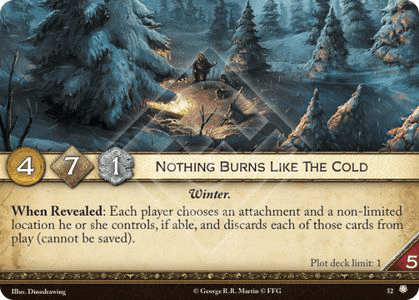 4 7 1 NOTHING BURNS LIKE THE COLD
Winter.
When Revealed: Each player chooses an attachment and a non-limited
location he or she controls, if able, and discards each of those cards from
play (cannot be saved).
Plot deck limit: 1
5
Illus. Dinodrawing © George R.R. Martin © FFG 52